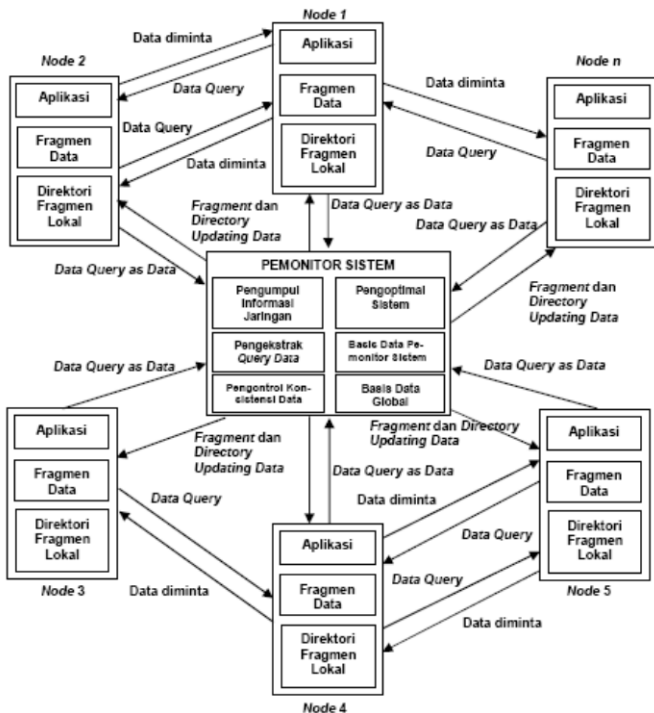 Node 1
Node 2
Data diminta
Aplikasi
Data Query
Fragmen
Data
Direktori
Fragmen
Lokal
Node n
Data diminta
Data Query
Aplikasi
Fragmen
Data
Direktori
Fragmen
Lokal
Aplikasi
Fragmen
Data
Direktori
Fragmen
Lokal
Data Query
Data diminta
Fragment dan
Directory
Updating Data
Data Query as Data
Data Query as Data
Data Query as Data
Fragment dan
Directory
Updating Data
PEMONITOR SISTEM
Pengumpul
Informasi
Jaringan
Pengoptimal
Sistem
Pengekstrak
Query Data
Basis Data Pe-
monitor Sistem
Pengontrol Kon-
sistensi Data
Basis Data
Global
Data Query as Data
Data Query as Data
Aplikasi
Fragmen
Data
Direktori
Fragmen
Lokal
Node 3
Fragment dan
Directory
Updating Data
Fragment dan Directory
Updating Data
Data Query as Data
Data diminta
Data Query
Data diminta
Aplikasi
Fragmen
Data
Direktori
Fragmen
Lokal
Node 4
Data Query
Data Query
Data diminta
Aplikasi
Fragmen
Data
Direktori
Fragmen
Lokal
Node 5